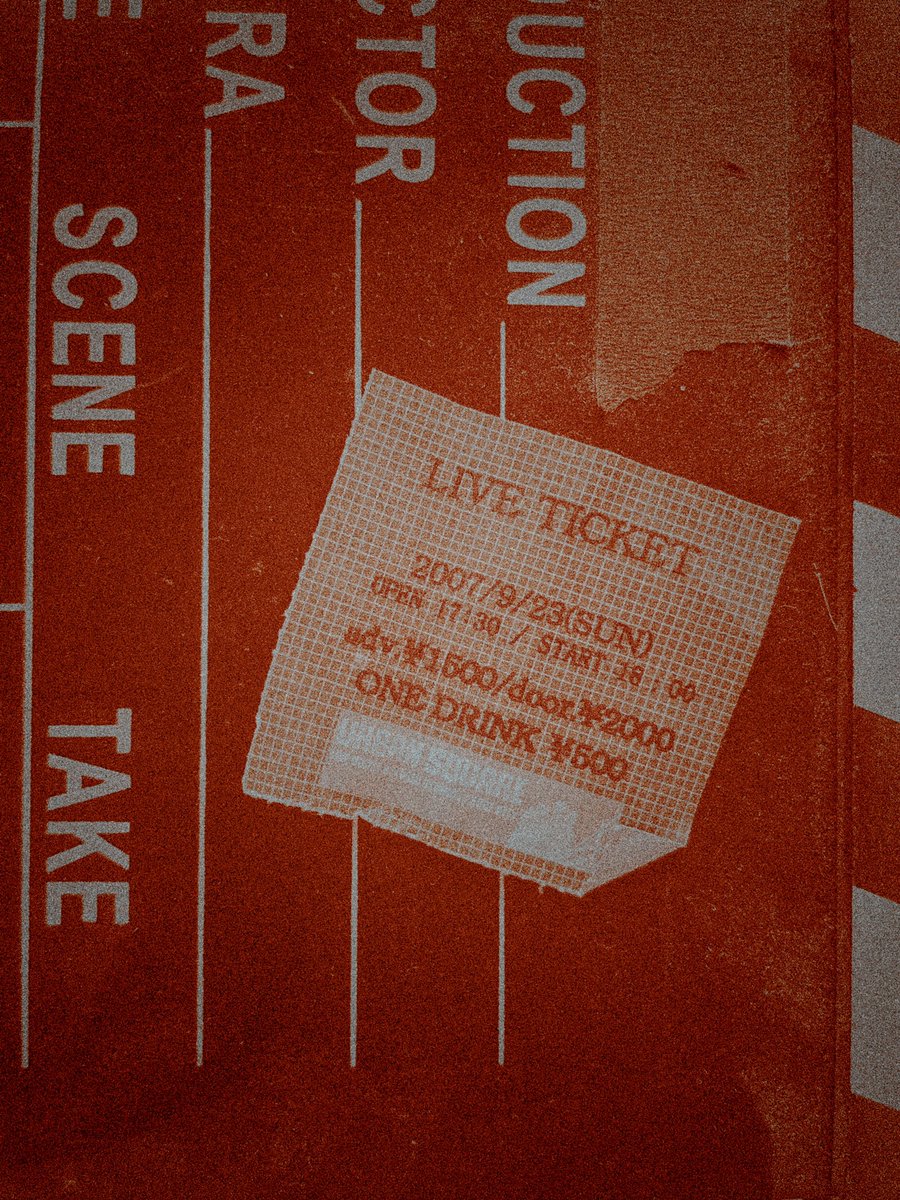 UCTION
CTOR
RA
E
SCENE
TAKE
LIVE TICKET
2007/9/23(SUN)
OPEN 17:30 / START 18:00
adv.¥1500/door.¥2000
ONE DRINK ¥500